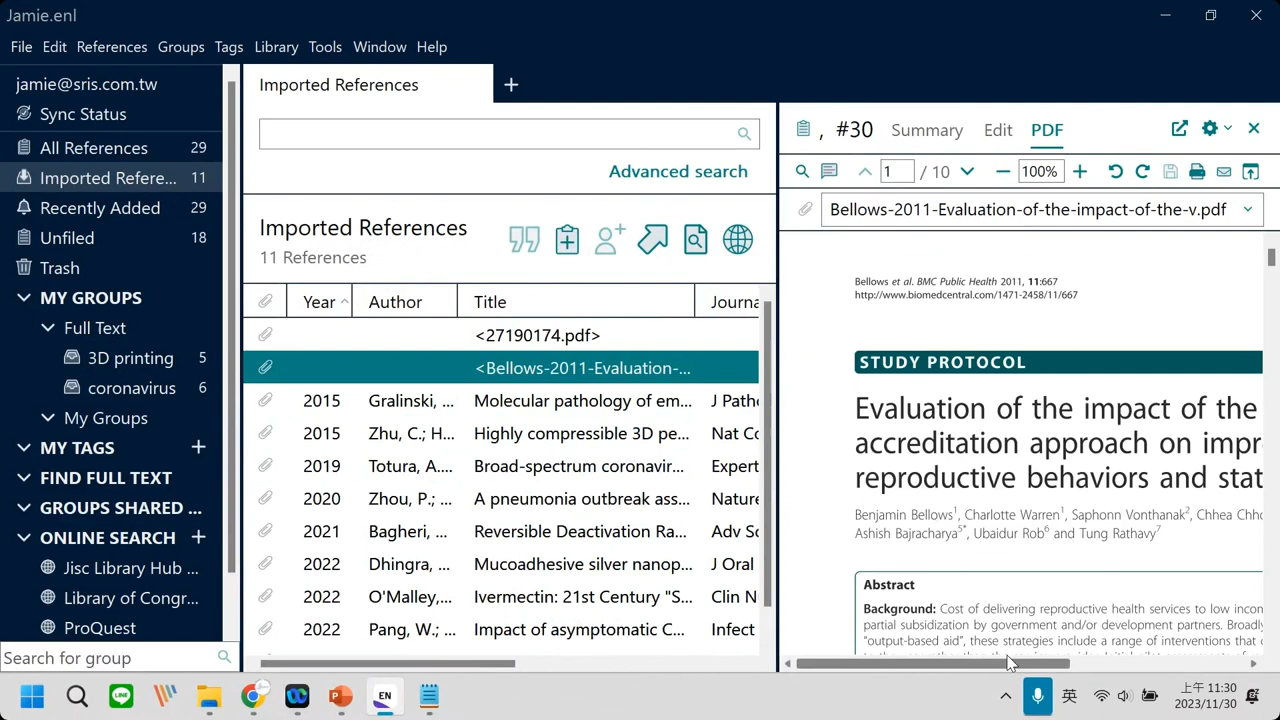 Jamie.enl
File Edit References Groups Tags Library Tools Window Help
jamie@sris.com.tw
Sync Status
All References 29
Imported Refere... 11
Recently Added 29
Unfiled 18
Trash
MY GROUPS
Full Text
3D printing 5
coronavirus 6
My Groups
MY TAGS +
FIND FULL TEXT
GROUPS SHARED ...
ONLINE SEARCH +
Jisc Library Hub ...
Library of Congr...
ProQuest
Search for group
Imported References +
Advanced search
Imported References
11 References
Year Author Title Journa
<27190174.pdf>
<Bellows-2011-Evaluation-...
2015 Gralinski, ... Molecular pathology of em... J Patho
2015 Zhu, C.; H... Highly compressible 3D pe... Nat Co
2019 Totura, A.... Broad-spectrum coronavir... Expert
2020 Zhou, P.; ... A pneumonia outbreak ass... Nature
2021 Bagheri, ... Reversible Deactivation Ra... Adv Sc
2022 Dhingra, ... Mucoadhesive silver nanop... J Oral
2022 O'Malley,... Ivermectin: 21st Century "S... Clin N
2022 Pang, W.; ... Impact of asymptomatic C... Infect
, #30 Summary Edit PDF
1 / 10 100%
Bellows-2011-Evaluation-of-the-impact-of-the-v.pdf
Bellows et al. BMC Public Health 2011, 11:667
http://www.biomedcentral.com/1471-2458/11/667
STUDY PROTOCOL
Evaluation of the impact of the
accreditation approach on impr
reproductive behaviors and stat
Benjamin Bellows1, Charlotte Warren1, Saphonn Vonthanak2, Chhea Chho
Ashish Bajracharya5*, Ubaidur Rob6 and Tung Rathavy7
Abstract
Background: Cost of delivering reproductive health services to low incon
partial subsidization by government and/or development partners. Broadly
"output-based aid", these strategies include a range of interventions that
EN
英
上午 11:30
2023/11/30